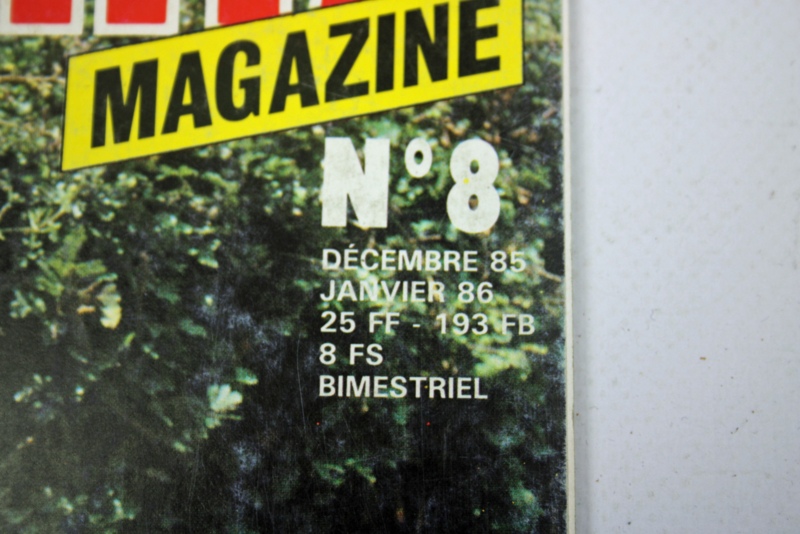 MAGAZINE
N° 8
DÉCEMBRE 85
JANVIER 86
25 FF - 193 FB
8 FS
BIMESTRIEL